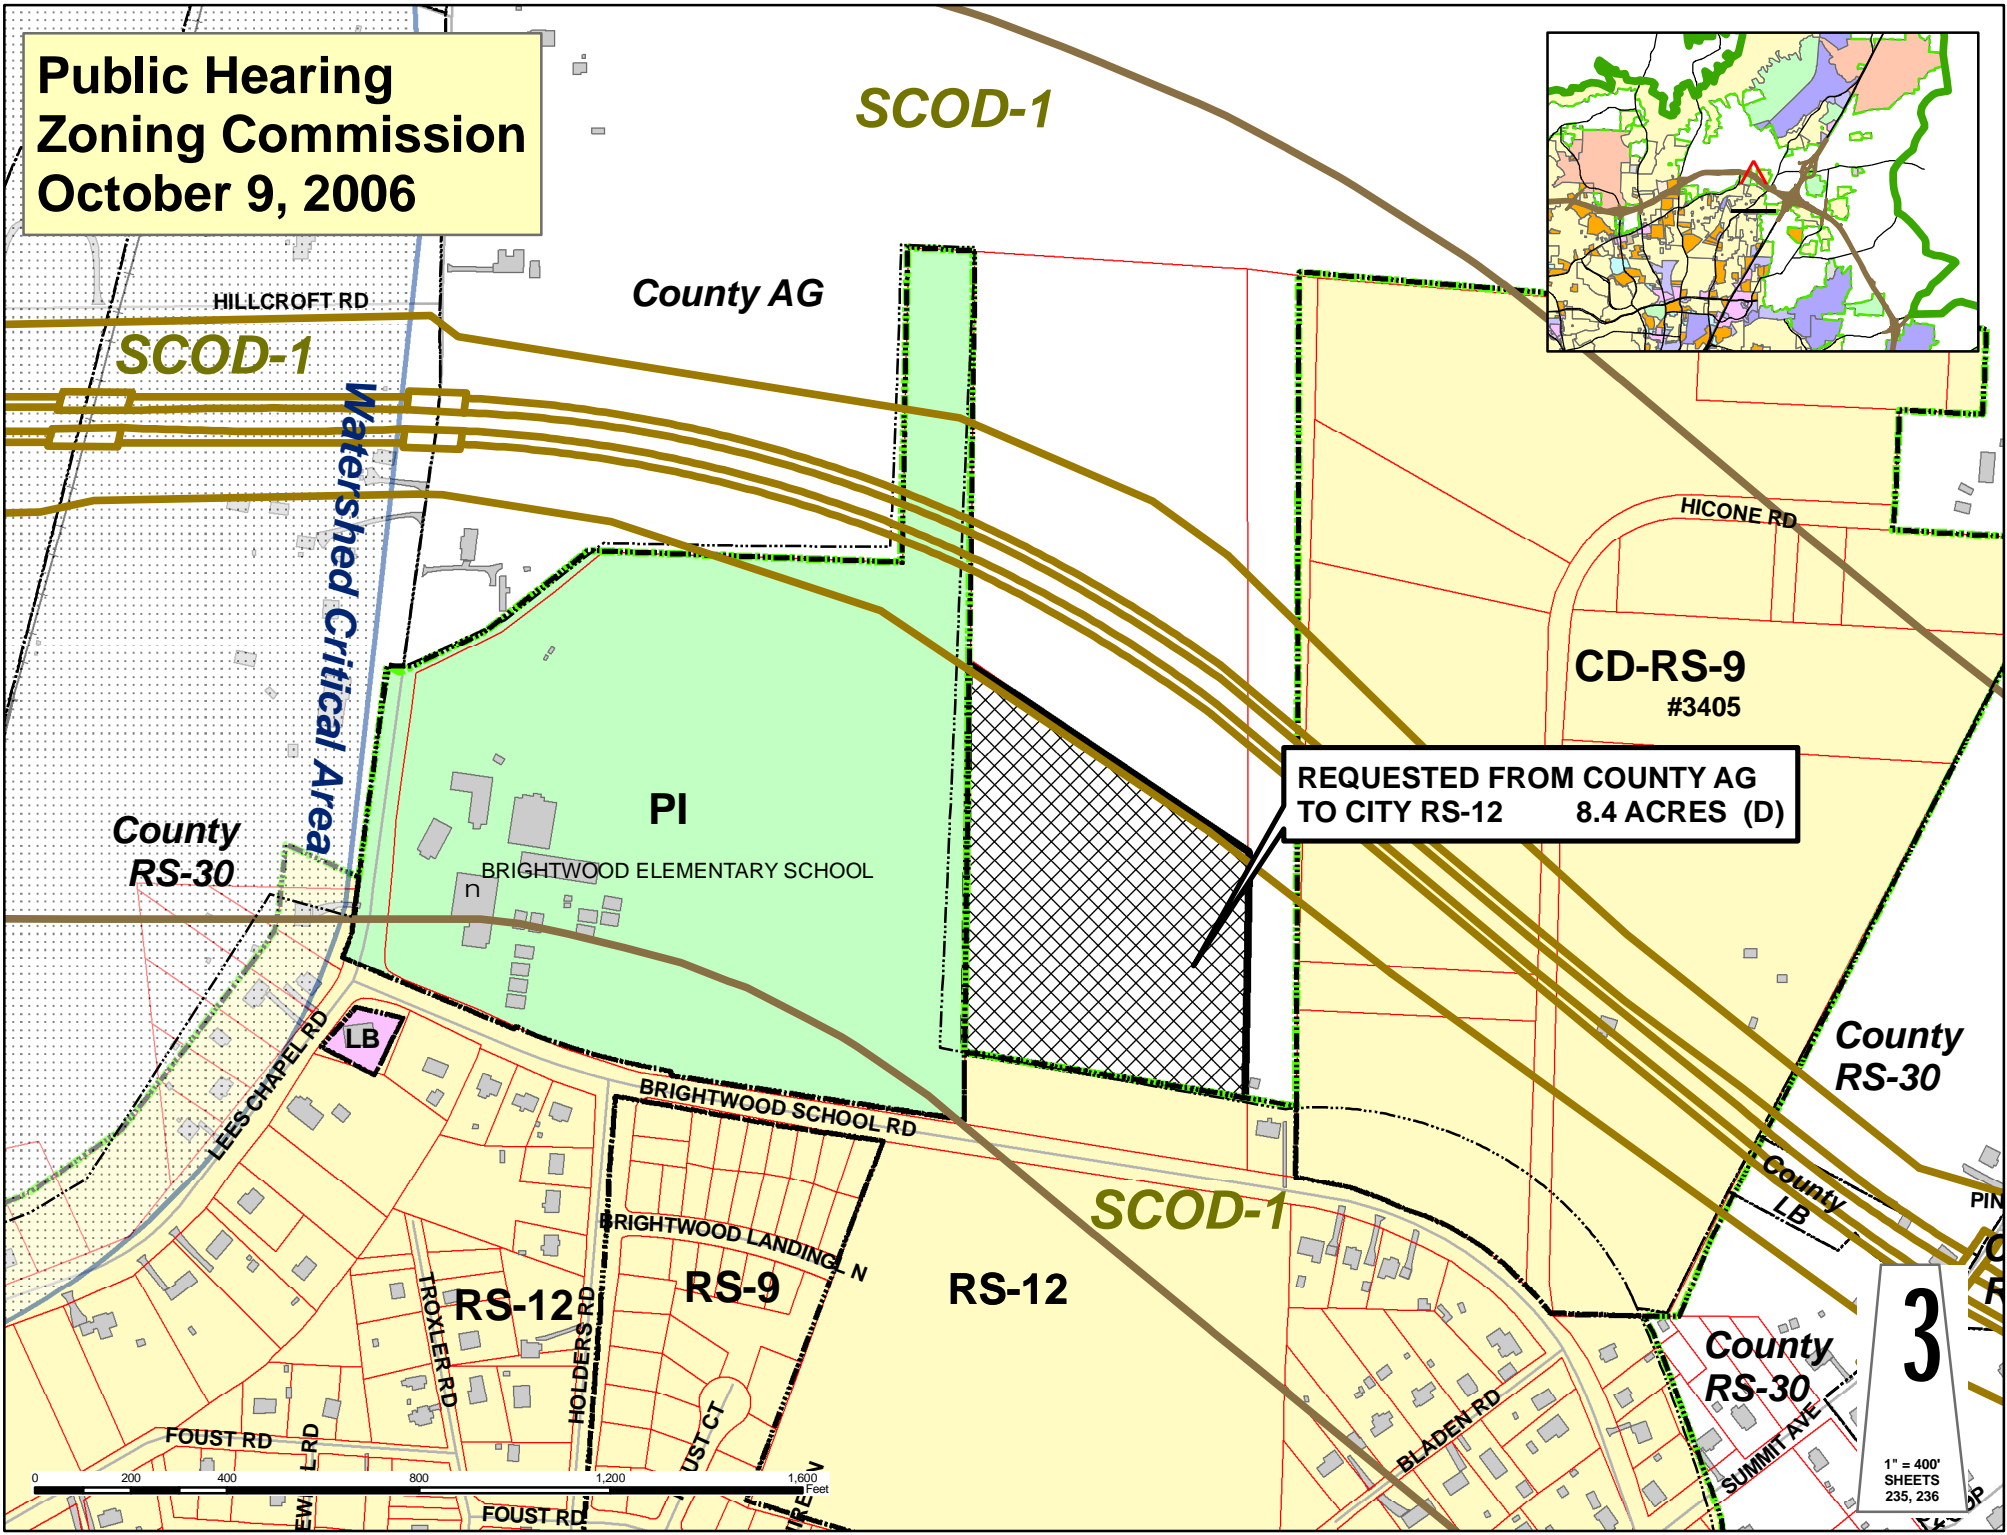 Public Hearing
Zoning Commission
October 9, 2006
SCOD-1
County AG
HILLCROFT RD
SCOD-1
Watershed Critical Area
HICONE RD
CD-RS-9
#3405
REQUESTED FROM COUNTY AG
TO CITY RS-12 8.4 ACRES (D)
PI
BRIGHTWOOD ELEMENTARY SCHOOL
n
County
RS-30
LB
LEES CHAPEL RD
BRIGHTWOOD SCHOOL RD
County
RS-30
County
LB
PIN
SCOD-1
BRIGHTWOOD LANDING LN
RS-12
RS-9
RS-12
TROXLER RD
HOLDERS RD
County
RS-30
BLADEN RD
SUMMIT AVE
FOUST RD
UST CT
FOUST RD
0 200 400 800 1,200 1,600
Feet
3
1" = 400'
SHEETS
235, 236